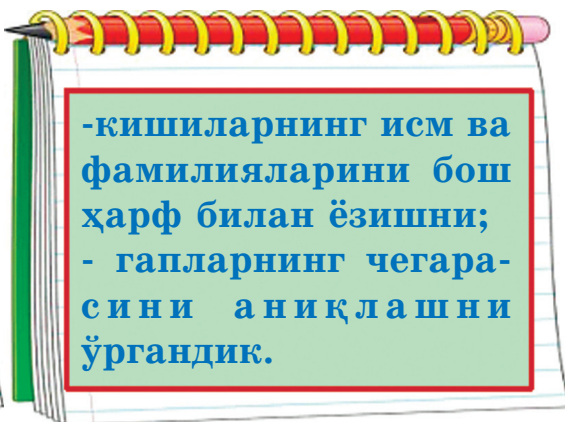 -кишиларнинг исм ва
фамилияларини бош
ҳарф билан ёзишни;
- гапларнинг чегара-
сини аниқлашни
ўргандик.